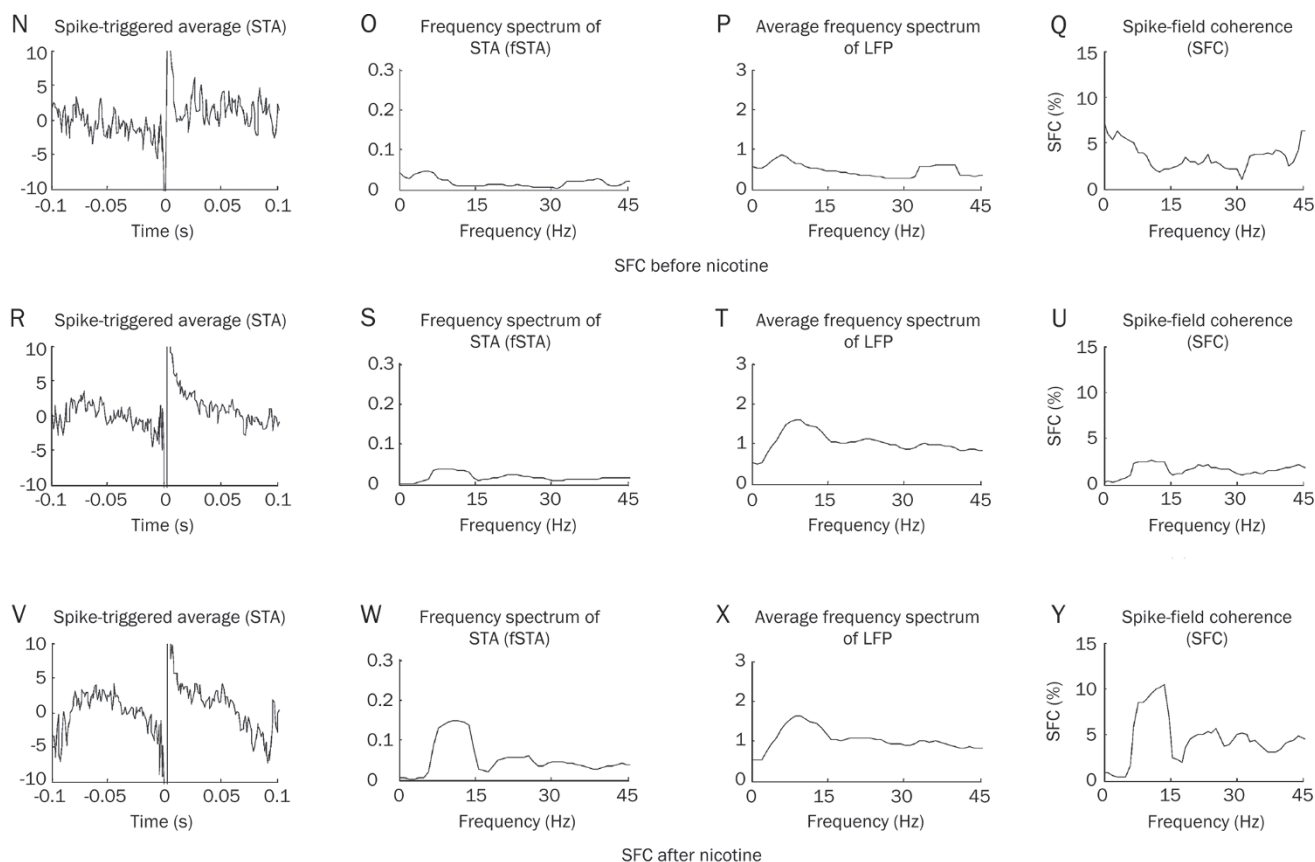 N Spike-triggered average (STA)
10
5
0
-5
-10
-0.1 -0.05 0 0.05 0.1
Time (s)
O Frequency spectrum of
STA (fSTA)
0.3
0.2
0.1
0
0 15 30 45
Frequency (Hz)
P Average frequency spectrum
of LFP
3
2
1
0
0 15 30 45
Frequency (Hz)
Q Spike-field coherence
(SFC)
SFC (%)
15
10
5
0
0 15 30 45
Frequency (Hz)
SFC before nicotine
R Spike-triggered average (STA)
10
5
0
-5
-10
-0.1 -0.05 0 0.05 0.1
Time (s)
S Frequency spectrum of
STA (fSTA)
0.3
0.2
0.1
0
0 15 30 45
Frequency (Hz)
T Average frequency spectrum
of LFP
3
2
1
0
0 15 30 45
Frequency (Hz)
U Spike-field coherence
(SFC)
SFC (%)
15
10
5
0
0 15 30 45
Frequency (Hz)
V Spike-triggered average (STA)
10
5
0
-5
-10
-0.1 -0.05 0 0.05 0.1
Time (s)
W Frequency spectrum of
STA (fSTA)
0.3
0.2
0.1
0
0 15 30 45
Frequency (Hz)
X Average frequency spectrum
of LFP
3
2
1
0
0 15 30 45
Frequency (Hz)
Y Spike-field coherence
(SFC)
SFC (%)
15
10
5
0
0 15 30 45
Frequency (Hz)
SFC after nicotine